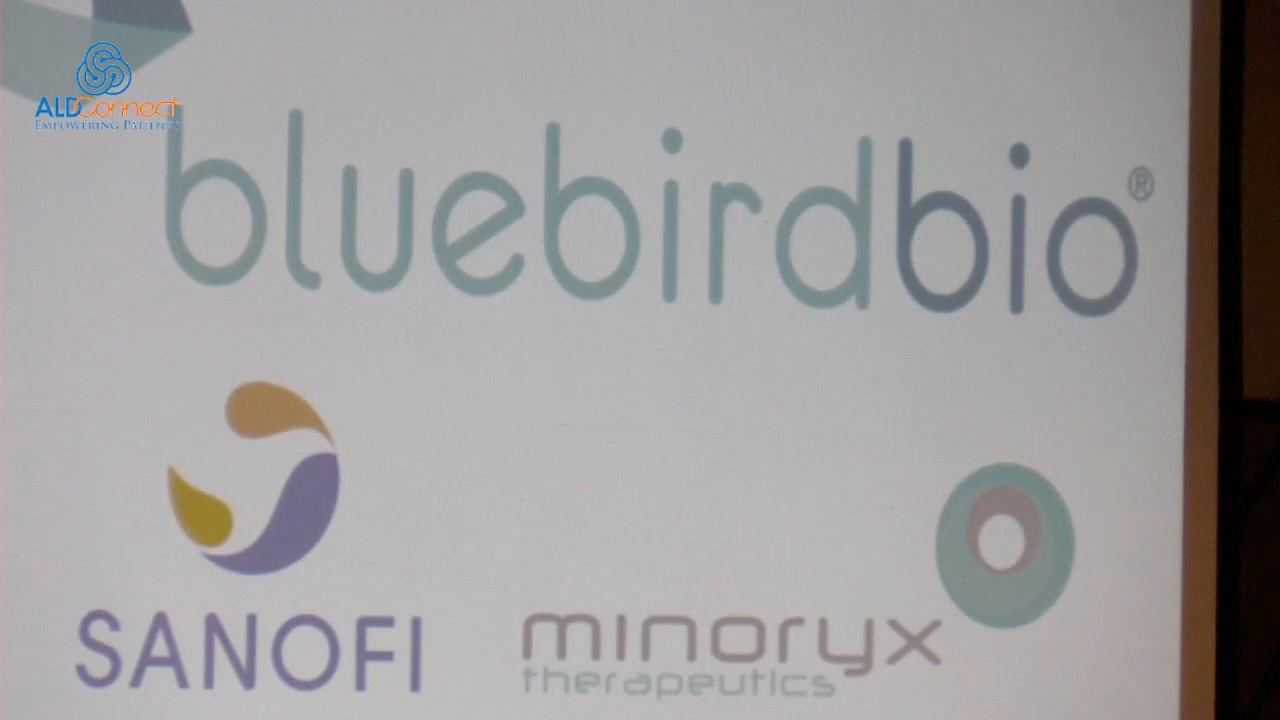 ALDConnect
Empowering Patients
bluebirdbio®
SANOFI
minoryx
therapeutics